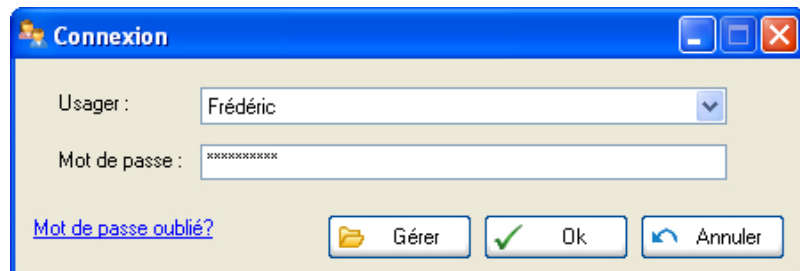 Connexion
Usager :
Frédéric
Mot de passe :
**********
Mot de passe oublié?
Gérer
Ok
Annuler